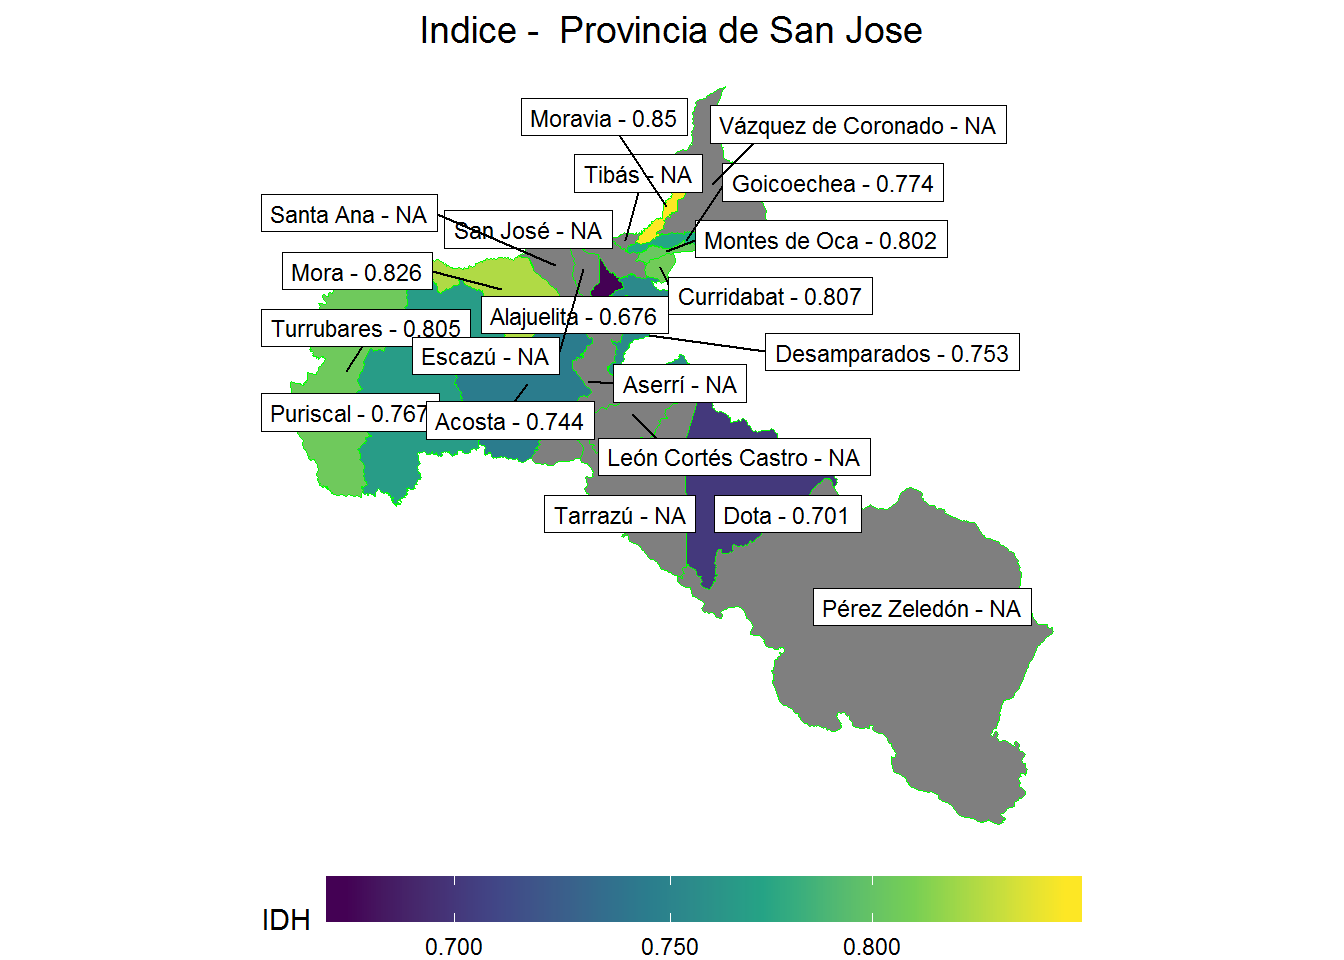 Indice -  Provincia de San Jose
Moravia - 0.85
Vázquez de Coronado - NA
Tibás - NA
Goicoechea - 0.774
Santa Ana - NA
San José - NA
Montes de Oca - 0.802
Mora - 0.826
Curridabat - 0.807
Alajuelita - 0.676
Turrubares - 0.805
Escazú - NA
Desamparados - 0.753
Aserrí - NA
Puriscal - 0.767
Acosta - 0.744
León Cortés Castro - NA
Tarrazú - NA
Dota - 0.701
Pérez Zeledón - NA
IDH
0.700
0.750
0.800